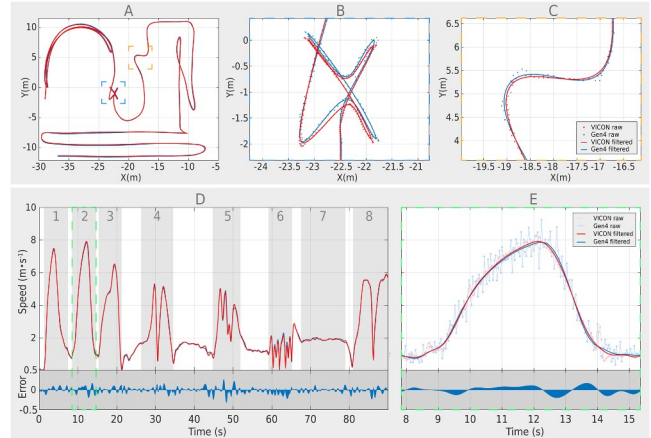 A
B
C
Y(m)
10
5
0
-5
-10
-30 -25 -20 -15 -10 -5
X(m)
Y(m)
0
-0.5
-1
-1.5
-2
-24 -23.5 -23 -22.5 -22 -21.5 -21
X(m)
Y(m)
6.5
6
5.5
5
4.5
4
-19.5 -19 -18.5 -18 -17.5 -17
X(m)
VICON raw
Gen4 raw
VICON filtered
Gen4 filtered
D
E
1 2 3 4 5 6 7 8
Speed (m•s⁻¹)
10
8
6
4
2
0.5
Error
0
-0.5
0 10 20 30 40 50 60 70 80
Time (s)
VICON raw
Gen4 raw
VICON filtered
Gen4 filtered
8 9 10 11 12 13 14 15
Time (s)